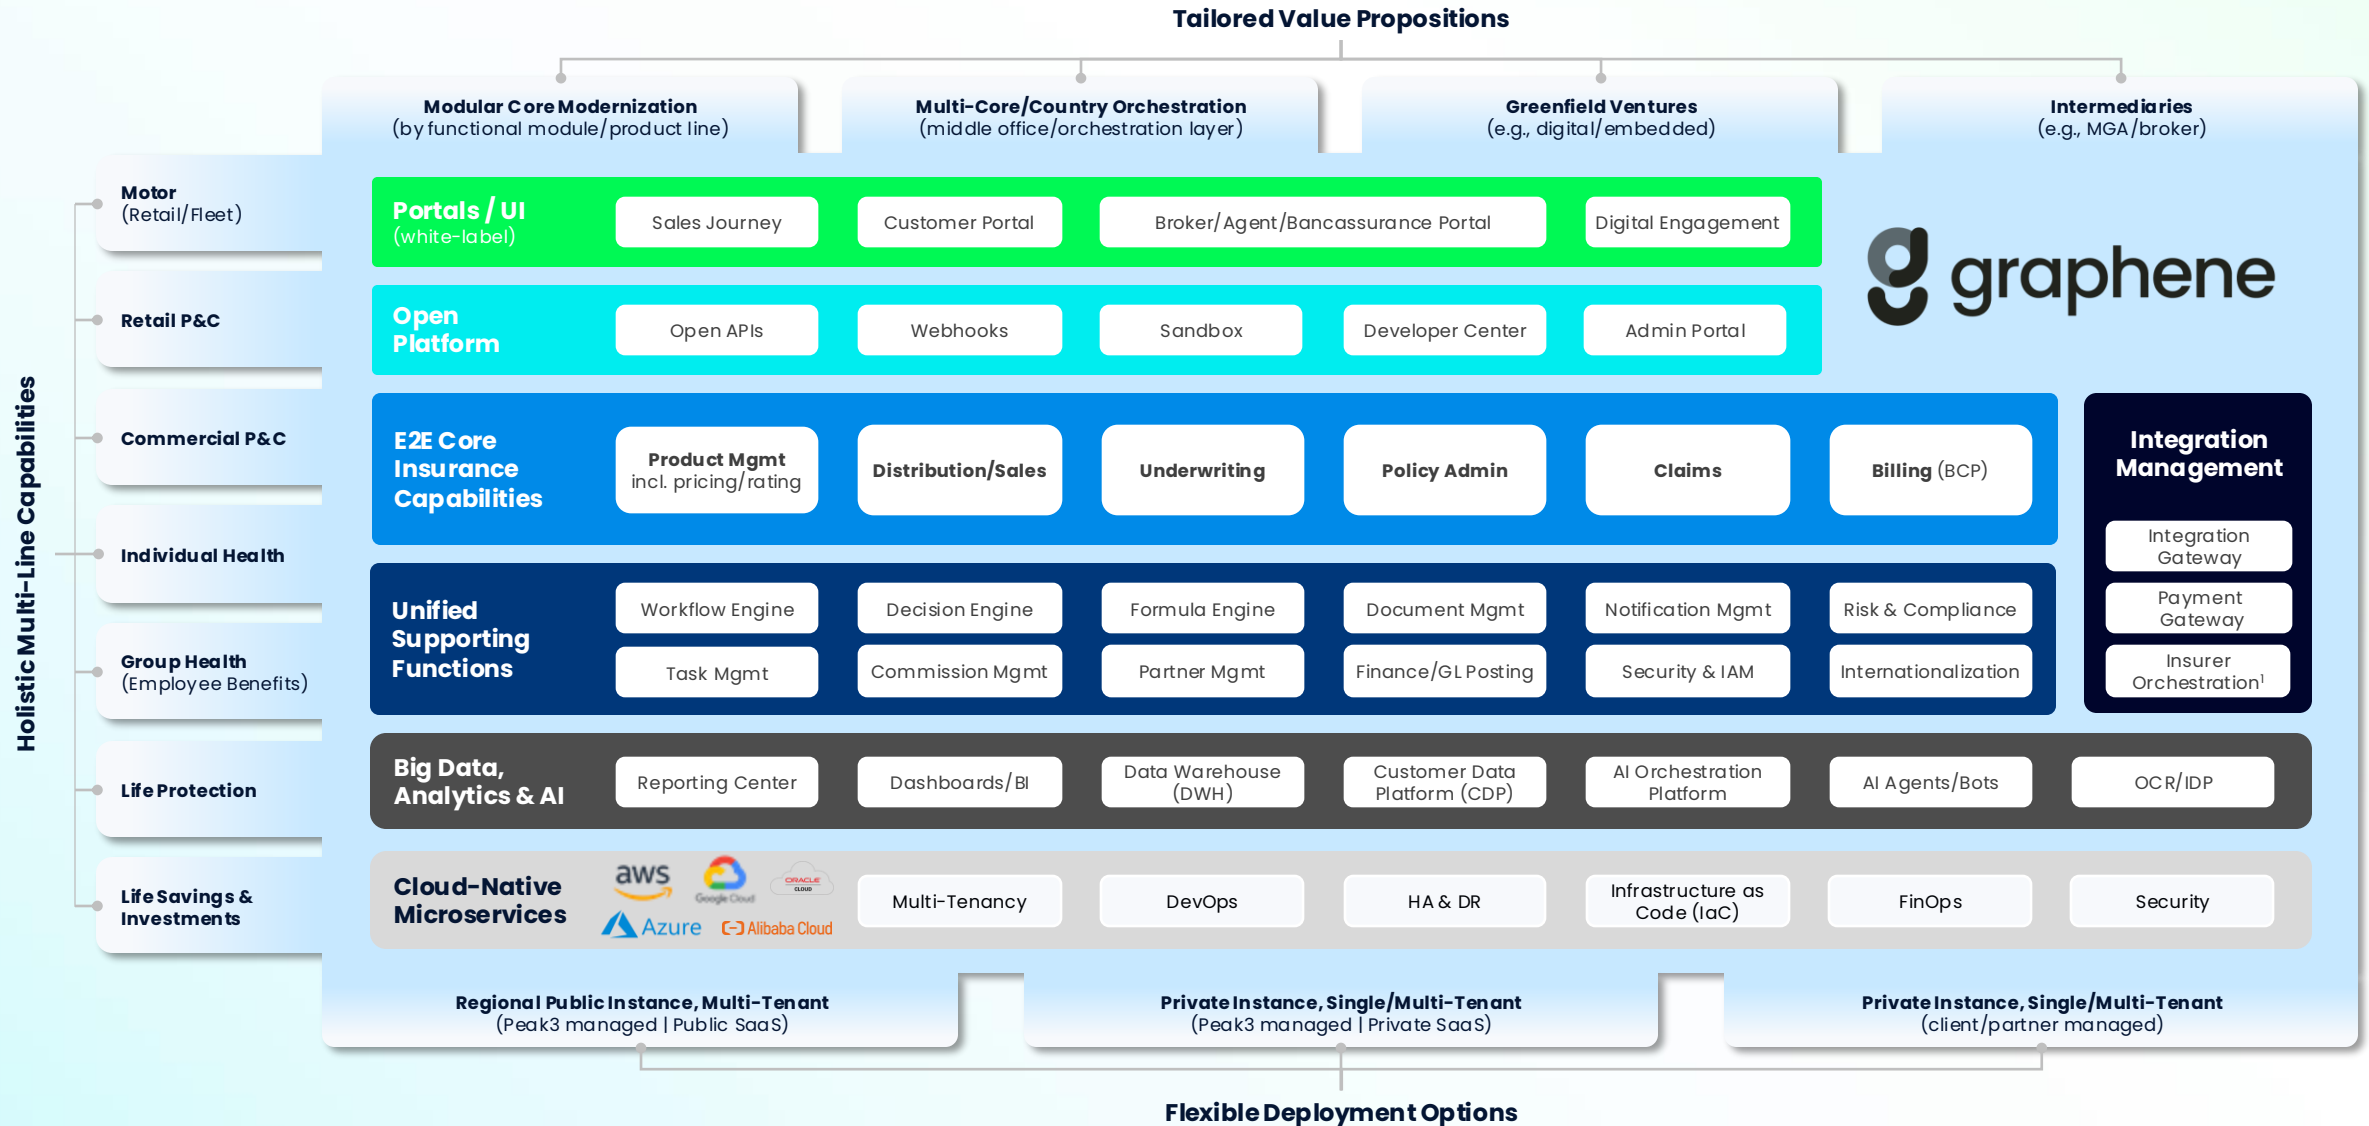 Tailored Value Propositions
Modular Core Modernization
(by functional module/product line)
Multi-Core/Country Orchestration
(middle office/orchestration layer)
Greenfield Ventures
(e.g., digital/embedded)
Intermediaries
(e.g., MGA/broker)
Holistic Multi-Line Capabilities
Motor
(Retail/Fleet)
Retail P&C
Commercial P&C
Individual Health
Group Health
(Employee Benefits)
Life Protection
Life Savings &
Investments
Portals / UI
(white-label)
Sales Journey
Customer Portal
Broker/Agent/Bancassurance Portal
Digital Engagement
graphene
Open
Platform
Open APIs
Webhooks
Sandbox
Developer Center
Admin Portal
E2E Core
Insurance
Capabilities
Product Mgmt
incl. pricing/rating
Distribution/Sales
Underwriting
Policy Admin
Claims
Billing (BCP)
Integration
Management
Integration
Gateway
Payment
Gateway
Insurer
Orchestration¹
Unified
Supporting
Functions
Workflow Engine
Decision Engine
Formula Engine
Document Mgmt
Notification Mgmt
Risk & Compliance
Task Mgmt
Commission Mgmt
Partner Mgmt
Finance/GL Posting
Security & IAM
Internationalization
Big Data,
Analytics & AI
Reporting Center
Dashboards/BI
Data Warehouse
(DWH)
Customer Data
Platform (CDP)
AI Orchestration
Platform
AI Agents/Bots
OCR/IDP
Cloud-Native
Microservices
aws
Google Cloud
ORACLE
CLOUD
Azure
Alibaba Cloud
Multi-Tenancy
DevOps
HA & DR
Infrastructure as
Code (IaC)
FinOps
Security
Regional Public Instance, Multi-Tenant
(Peak3 managed | Public SaaS)
Private Instance, Single/Multi-Tenant
(Peak3 managed | Private SaaS)
Private Instance, Single/Multi-Tenant
(client/partner managed)
Flexible Deployment Options